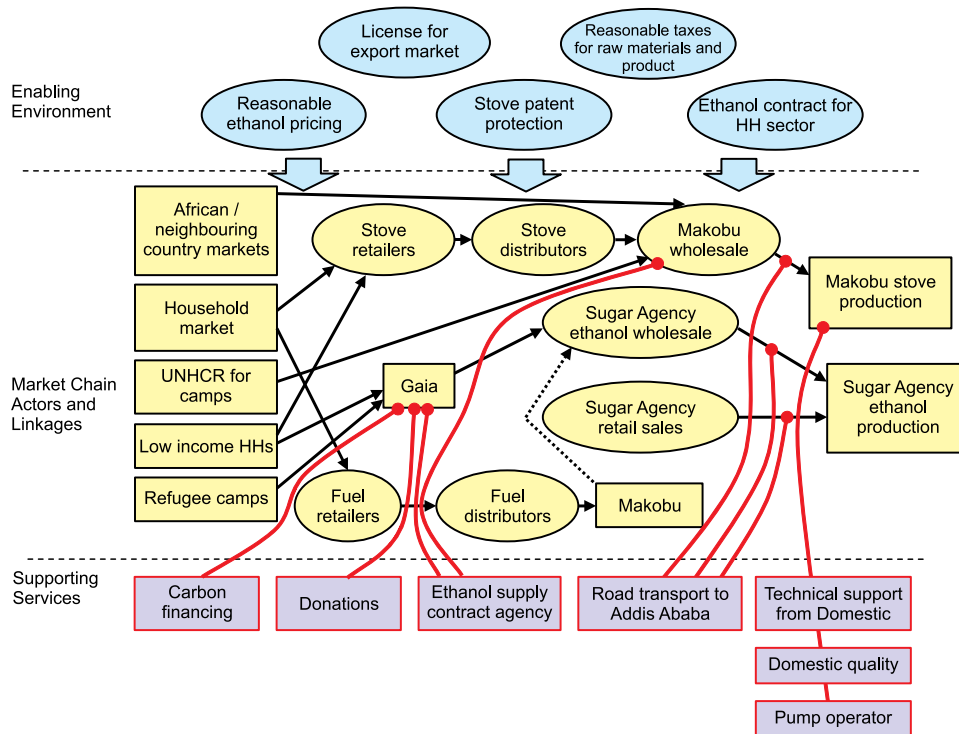 License for
export market
Reasonable taxes
for raw materials and
product
Enabling
Environment
Reasonable
ethanol pricing
Stove patent
protection
Ethanol contract for
HH sector
African /
neighbouring
country markets
Stove
retailers
Stove
distributors
Makobu
wholesale
Makobu stove
production
Household
market
Sugar Agency
ethanol wholesale
Market Chain
Actors and
Linkages
UNHCR for
camps
Gaia
Sugar Agency
ethanol
production
Low income HHs
Sugar Agency
retail sales
Refugee camps
Fuel
retailers
Fuel
distributors
Makobu
Supporting
Services
Carbon
financing
Donations
Ethanol supply
contract agency
Road transport to
Addis Ababa
Technical support
from Domestic
Domestic quality
Pump operator